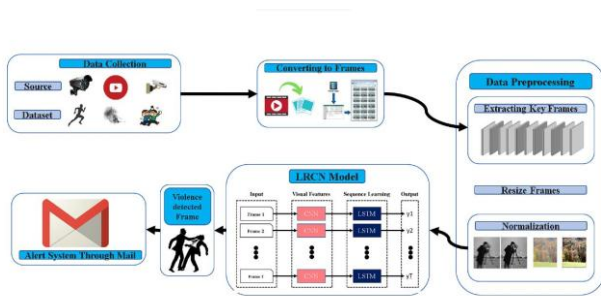 Data Collection
Source
Dataset
Converting to Frames
Data Preprocessing
Extracting Key Frames
Resize Frames
Normalization
LRCN Model
Input
Visual Features
Sequence Learning
Output
Frame 1
CNN
LSTM
y1
Frame 2
CNN
LSTM
y2
Frame t
CNN
LSTM
yT
Violence
detected
Frame
Alert System Through Mail